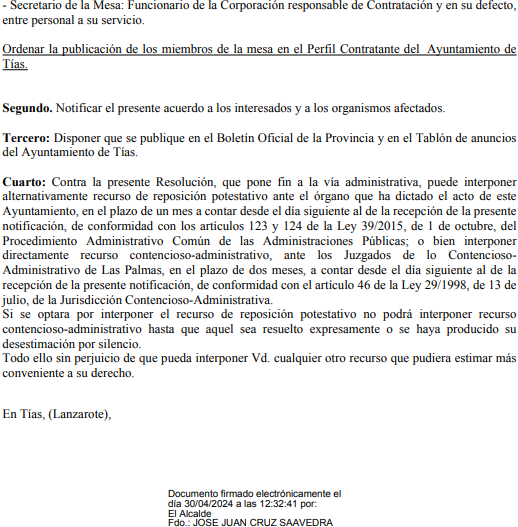 - Secretario de la Mesa: Funcionario de la Corporación responsable de Contratación y en su defecto,
entre personal a su servicio.
Ordenar la publicación de los miembros de la mesa en el Perfil Contratante del Ayuntamiento de
Tías.
Segundo. Notificar el presente acuerdo a los interesados y a los organismos afectados.
Tercero: Disponer que se publique en el Boletín Oficial de la Provincia y en el Tablón de anuncios
del Ayuntamiento de Tías.
Cuarto: Contra la presente Resolución, que pone fin a la vía administrativa, puede interponer
alternativamente recurso de reposición potestativo ante el órgano que ha dictado el acto de este
Ayuntamiento, en el plazo de un mes a contar desde el día siguiente al de la recepción de la presente
notificación, de conformidad con los artículos 123 y 124 de la Ley 39/2015, de 1 de octubre, del
Procedimiento Administrativo Común de las Administraciones Públicas; o bien interponer
directamente recurso contencioso-administrativo, ante los Juzgados de lo Contencioso-
Administrativo de Las Palmas, en el plazo de dos meses, a contar desde el día siguiente al de la
recepción de la presente notificación, de conformidad con el artículo 46 de la Ley 29/1998, de 13 de
julio, de la Jurisdicción Contencioso-Administrativa.
Si se optara por interponer el recurso de reposición potestativo no podrá interponer recurso
contencioso-administrativo hasta que aquel sea resuelto expresamente o se haya producido su
desestimación por silencio.
Todo ello sin perjuicio de que pueda interponer Vd. cualquier otro recurso que pudiera estimar más
conveniente a su derecho.
En Tías, (Lanzarote),
Documento firmado electrónicamente el
día 30/04/2024 a las 12:32:41 por:
El Alcalde
Fdo.: JOSE JUAN CRUZ SAAVEDRA